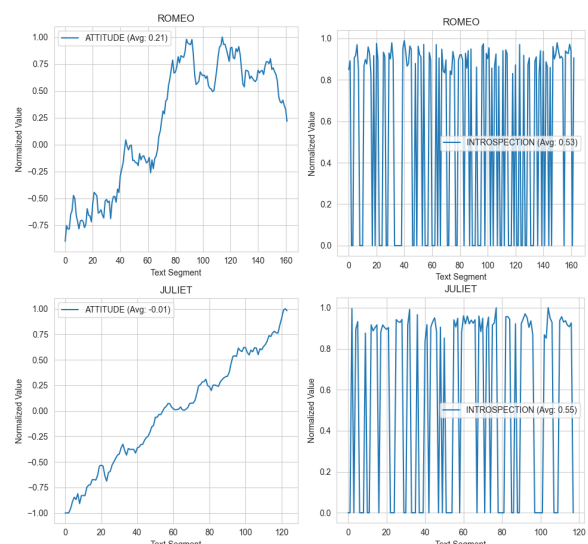 ROMEO
ATTITUDE (Avg: 0.21)
Normalized Value
1.00
0.75
0.50
0.25
0.00
−0.25
−0.50
−0.75
0 20 40 60 80 100 120 140 160
Text Segment
ROMEO
INTROSPECTION (Avg: 0.53)
Normalized Value
1.0
0.8
0.6
0.4
0.2
0.0
0 20 40 60 80 100 120 140 160
Text Segment
JULIET
ATTITUDE (Avg: -0.01)
Normalized Value
1.00
0.75
0.50
0.25
0.00
−0.25
−0.50
−0.75
−1.00
0 20 40 60 80 100 120
Text Segment
JULIET
INTROSPECTION (Avg: 0.55)
Normalized Value
1.0
0.8
0.6
0.4
0.2
0.0
0 20 40 60 80 100 120
Text Segment